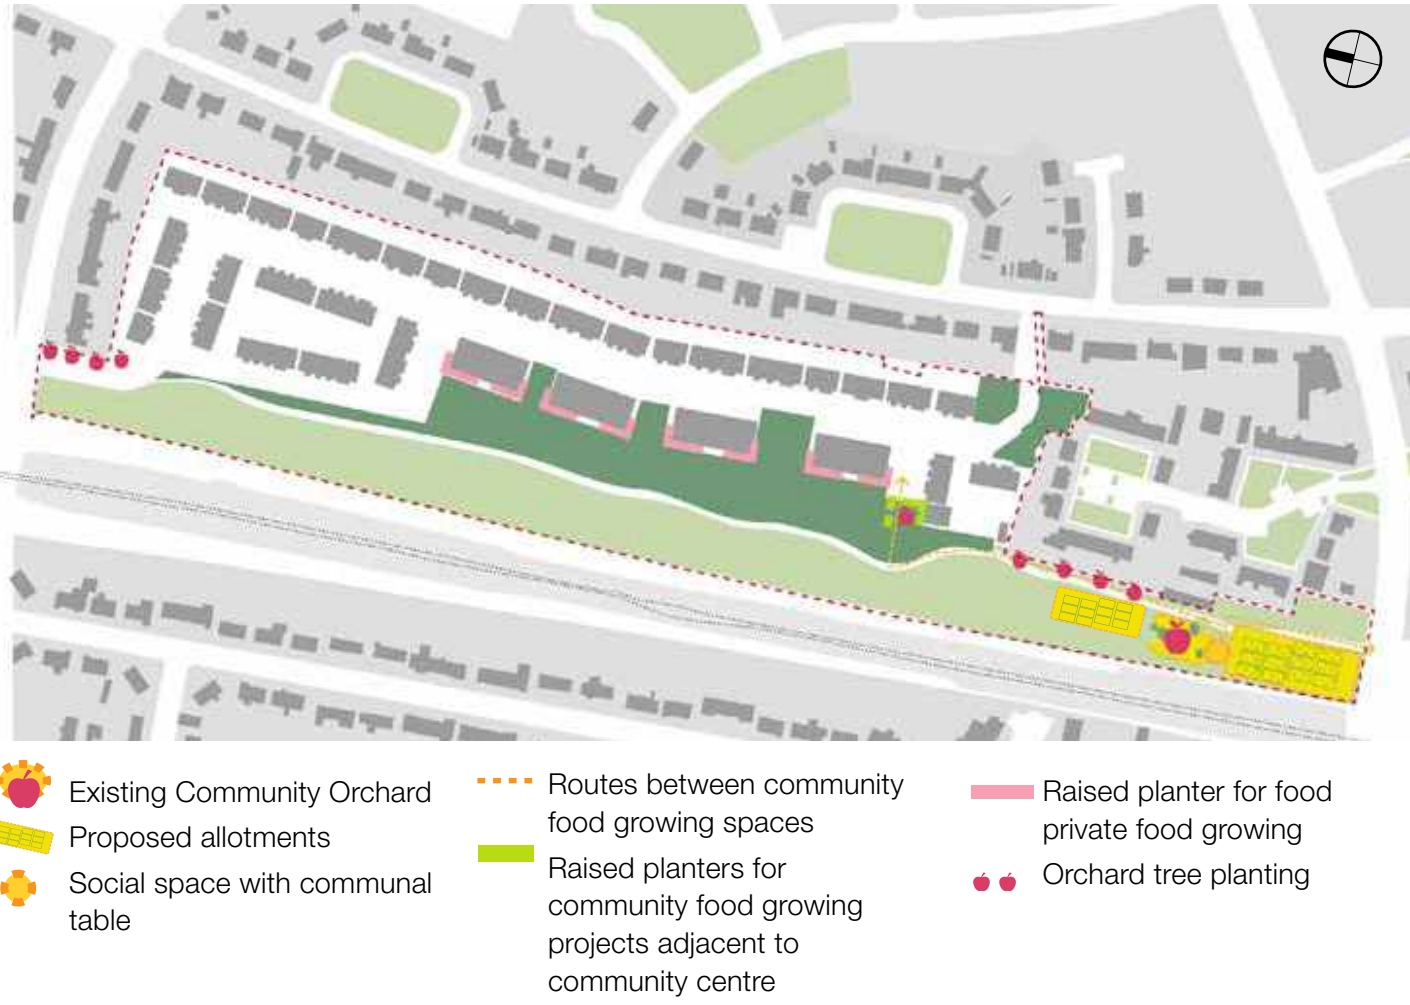 Existing Community Orchard
Proposed allotments
Social space with communal
table
Routes between community
food growing spaces
Raised planters for
community food growing
projects adjacent to
community centre
Raised planter for food
private food growing
Orchard tree planting